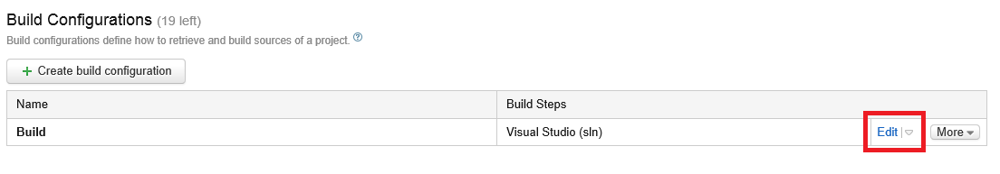 Build Configurations (19 left)
Build configurations define how to retrieve and build sources of a project. ?
+ Create build configuration
Name Build Steps
Build Visual Studio (sln) Edit More